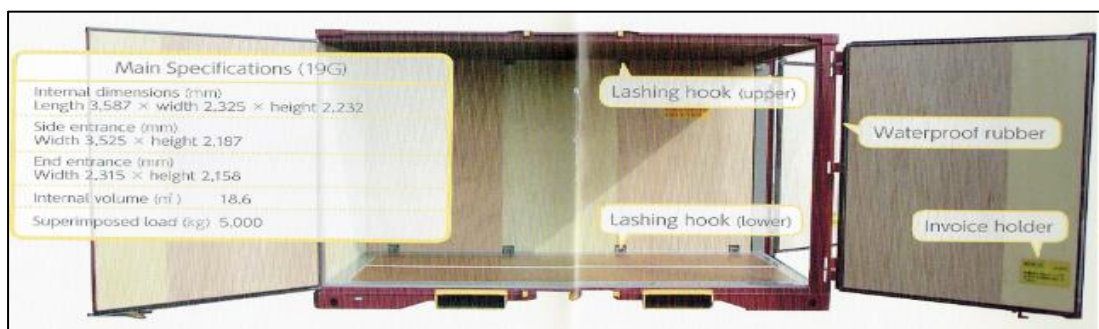 Main Specifications (19G)
Internal dimensions (mm)
Length 3,587 × width 2,325 × height 2,232
Side entrance (mm)
Width 3,525 × height 2,187
End entrance (mm)
Width 2,315 × height 2,158
Internal volume (㎥) 18.6
Superimposed load (kg) 5,000
Lashing hook (upper)
Waterproof rubber
Lashing hook (lower)
Invoice holder